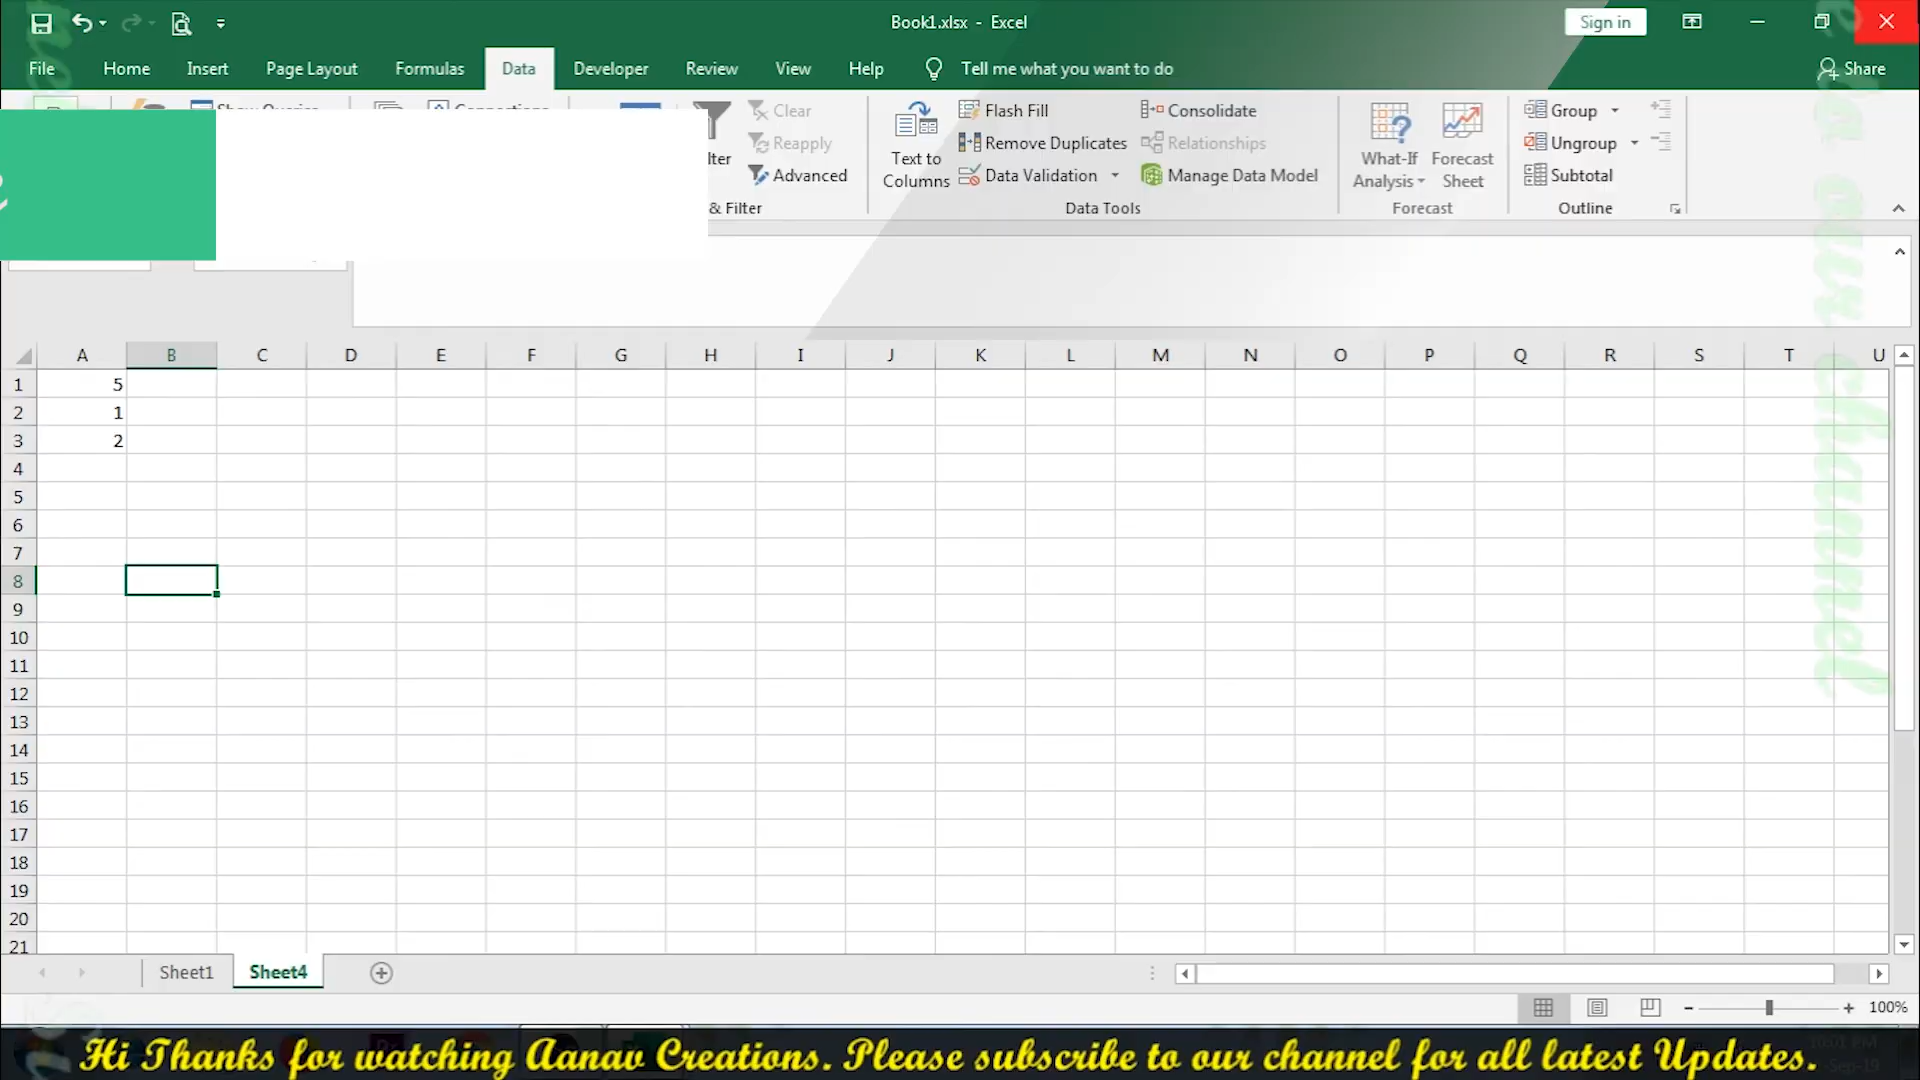 Book1.xlsx - Excel
Sign in
File Home Insert Page Layout Formulas Data Developer Review View Help Tell me what you want to do Share
Show Queries Connections Clear Flash Fill Consolidate Group
Reapply Remove Duplicates Relationships Ungroup
Text to Columns What-If Analysis Forecast Sheet
Advanced Data Validation Manage Data Model Subtotal
& Filter Data Tools Forecast Outline
A B C D E F G H I J K L M N O P Q R S T U
1 5
2 1
3 2
4
5
6
7
8
9
10
11
12
13
14
15
16
17
18
19
20
21
our channel
Sheet1 Sheet4
100%
Hi Thanks for watching Aanav Creations. Please subscribe to our channel for all latest Updates.